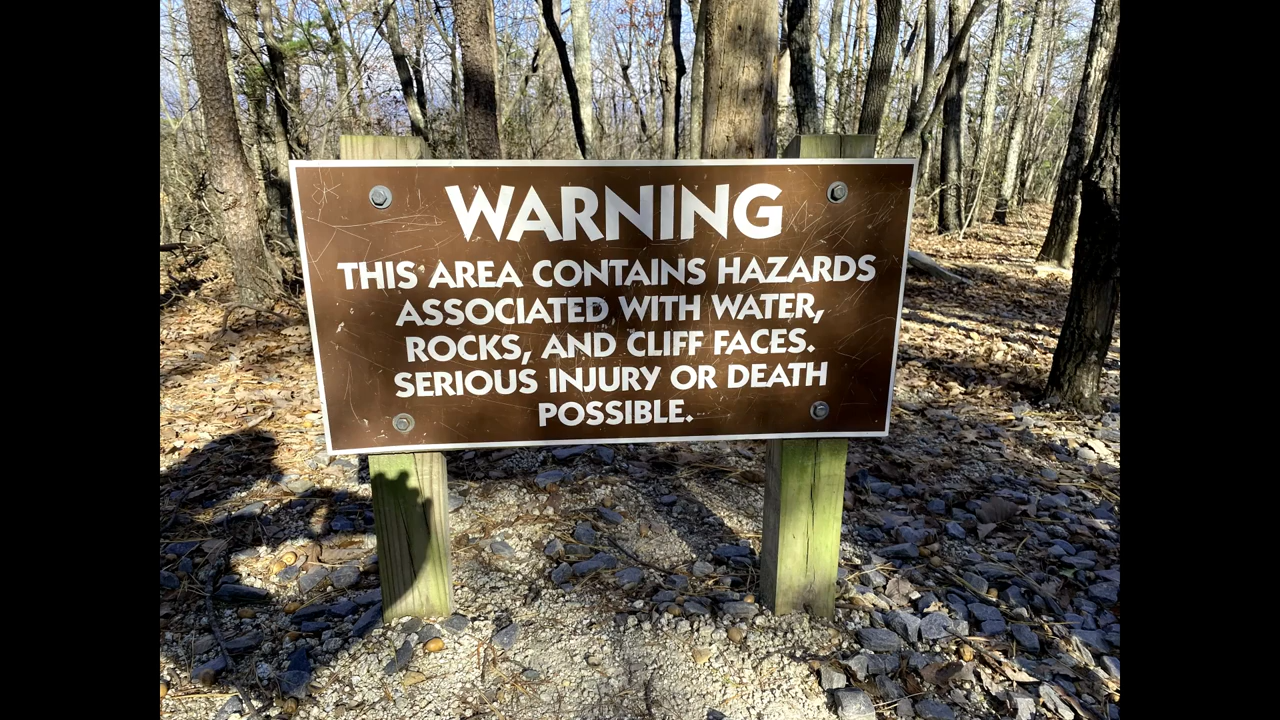 WARNING
THIS AREA CONTAINS HAZARDS
ASSOCIATED WITH WATER,
ROCKS, AND CLIFF FACES.
SERIOUS INJURY OR DEATH
POSSIBLE.